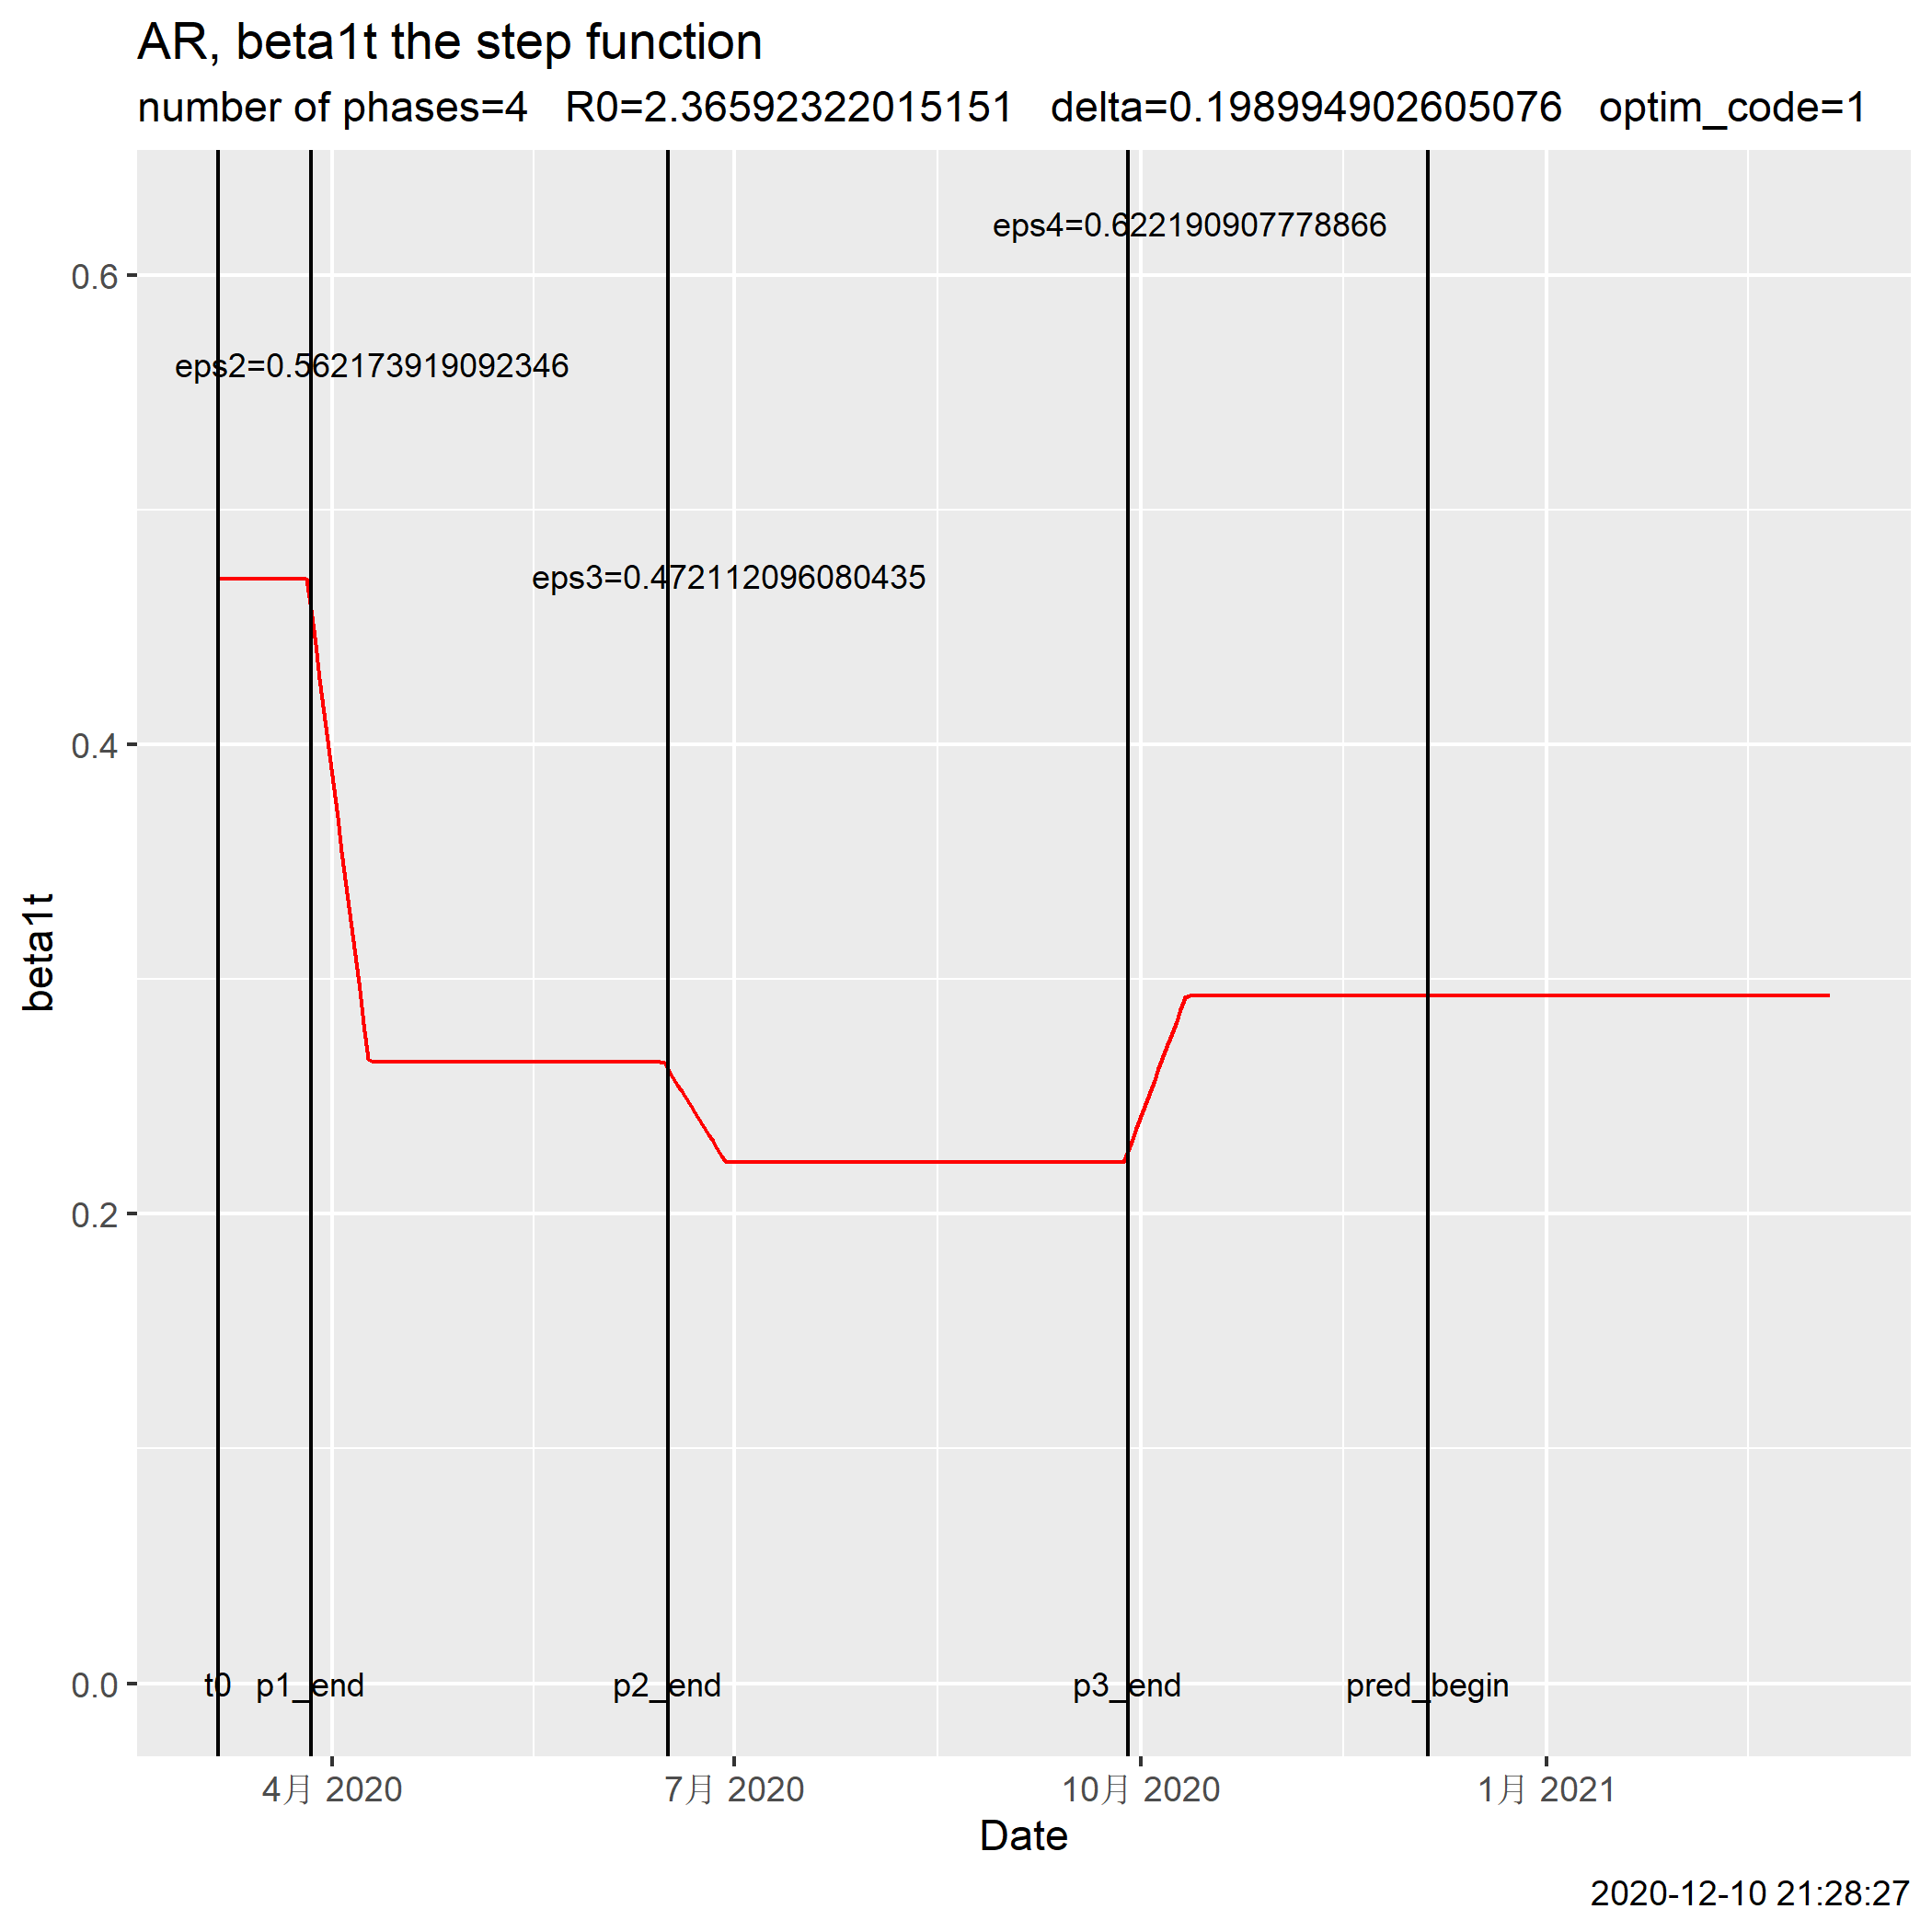 AR, beta1t the step function
number of phases=4 R0=2.36592322015151 delta=0.198994902605076 optim_code=1
eps4=0.622190907778866
0.6
eps2=0.562173919092346
eps3=0.472112096080435
0.4
beta1t
0.2
0.0
t0 p1_end p2_end p3_end pred_begin
4月 2020 7月 2020 10月 2020 1月 2021
Date
2020-12-10 21:28:27